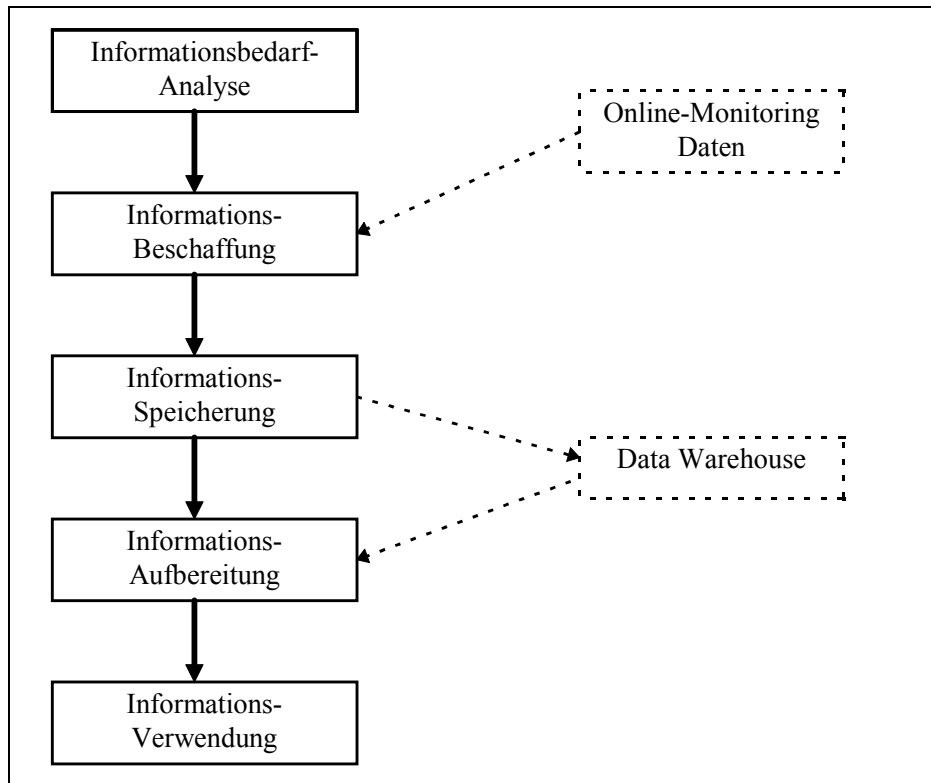 Informationsbedarf-
Analyse
Online-Monitoring
Daten
Informations-
Beschaffung
Informations-
Speicherung
Data Warehouse
Informations-
Aufbereitung
Informations-
Verwendung